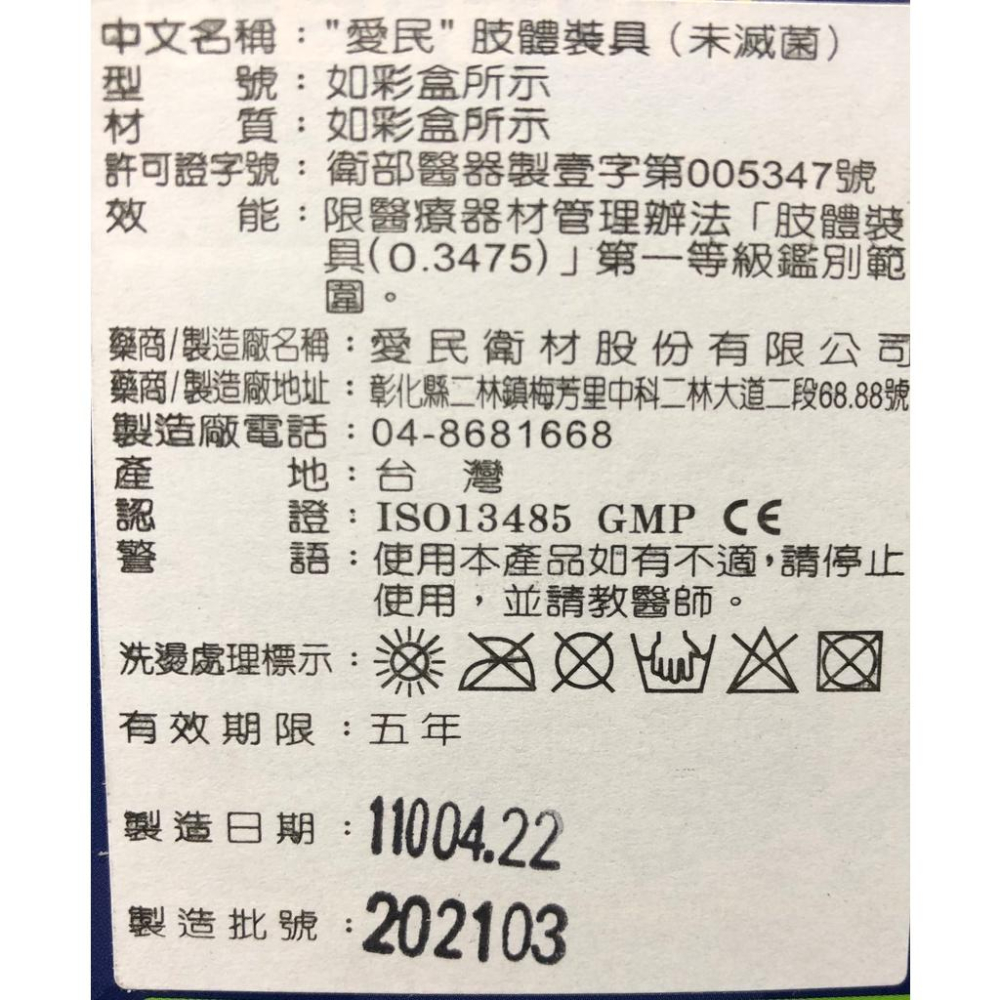 中文名稱："愛民" 肢體裝具（未滅菌）
型號：如彩盒所示
材質：如彩盒所示
許可證字號：衛部醫器製壹字第005347號
效能：限醫療器材管理辦法「肢體裝
具(O.3475)」第一等級鑑別範
圍。
藥商/製造廠名稱：愛民衛材股份有限公司
藥商/製造廠地址：彰化縣二林鎮梅芳里中科二林大道二段68.88號
製造廠電話：04-8681668
產地：台灣
認證：ISO13485 GMP CE
警語：使用本產品如有不適，請停止
使用，並請教醫師。
洗燙處理標示：
有效期限：五年
製造日期：11004.22
製造批號：202103